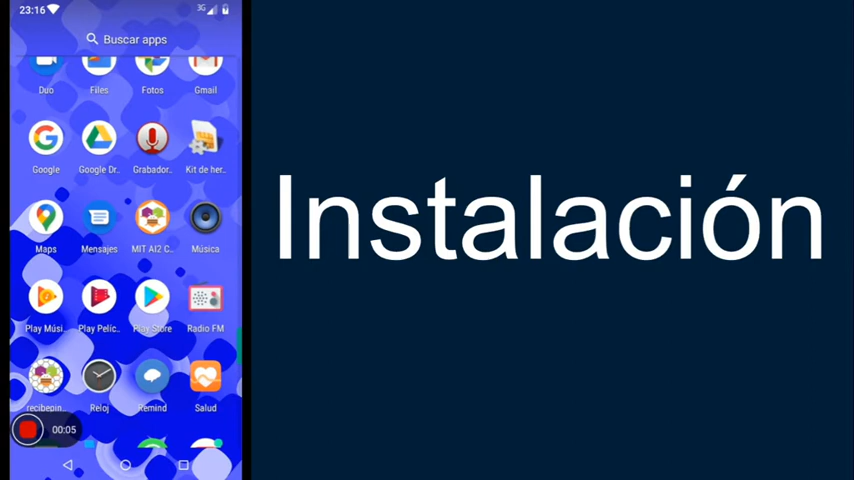 23:16
3G
Buscar apps
Duo
Files
Fotos
Gmail
Google
Google Dr..
Grabador..
Kit de her..
Maps
Mensajes
MIT AI2 C..
Música
Play Músi..
Play Pelíc..
Play Store
Radio FM
recibepin..
Reloj
Remind
Salud
00:05
Instalación